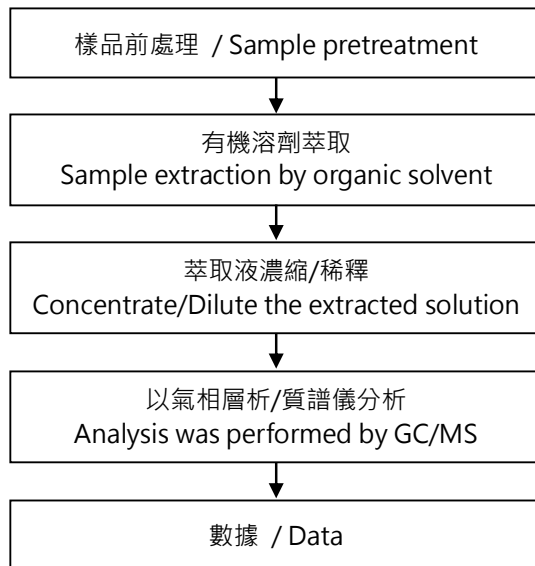 樣品前處理 / Sample pretreatment
有機溶劑萃取
Sample extraction by organic solvent
萃取液濃縮/稀釋
Concentrate/Dilute the extracted solution
以氣相層析/質譜儀分析
Analysis was performed by GC/MS
數據 / Data